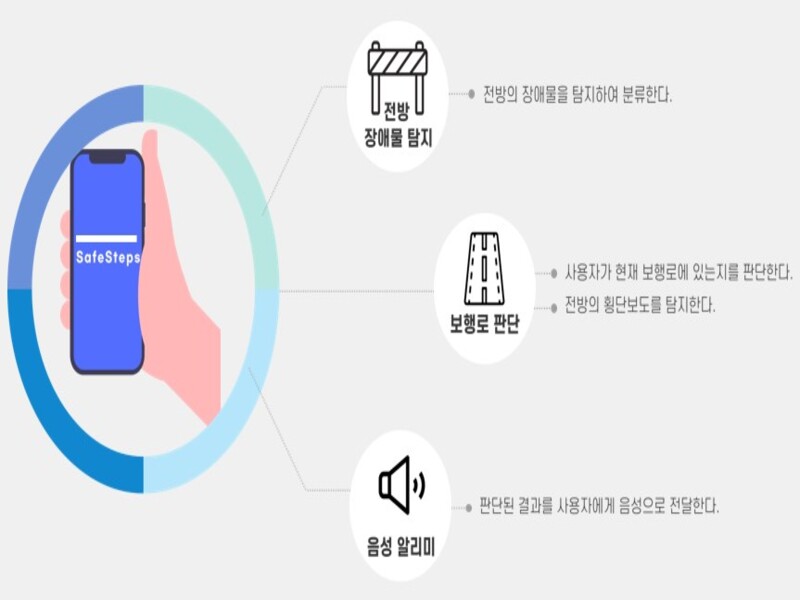 전방
장애물 탐지
전방의 장애물을 탐지하여 분류한다.
SafeSteps
보행로 판단
사용자가 현재 보행로에 있는지를 판단한다.
전방의 횡단보도를 탐지한다.
음성 알리미
판단된 결과를 사용자에게 음성으로 전달한다.